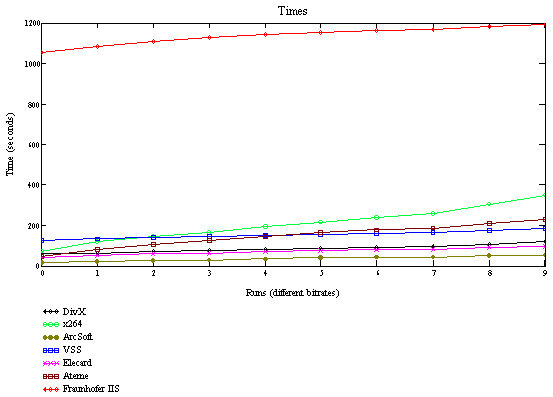 Times
1200
1000
800
600
400
200
0
Time (seconds)
0 1 2 3 4 5 6 7 8 9
Runs (different bitrates)
DivX
x264
ArcSoft
VSS
Elecard
Ateme
Fraunhofer IIS